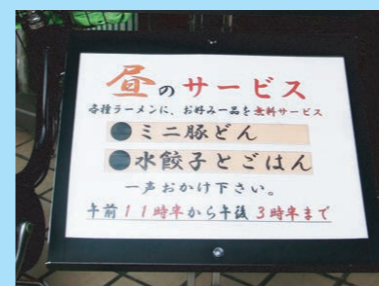 昼のサービス
各種ラーメンに、お好み一品を無料サービス
●ミニ豚どん
●水餃子とごはん
一声おかけ下さい。
午前11時半から午後3時半まで